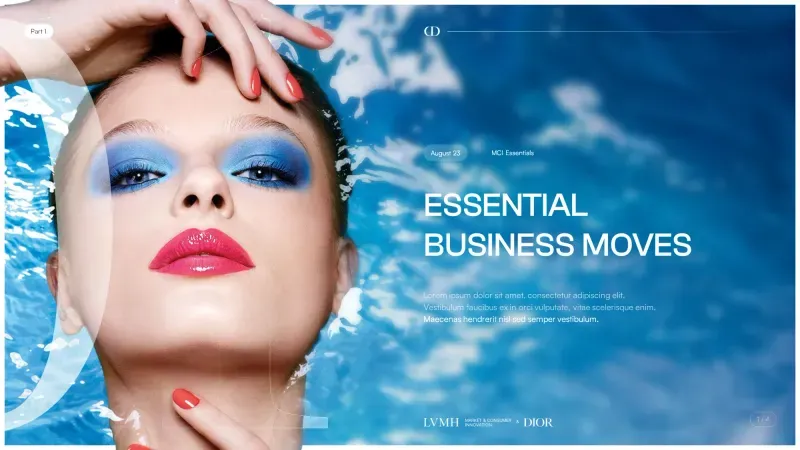 Part 1
CD
August 23
MCI Essentials
ESSENTIAL
BUSINESS MOVES
Lorem ipsum dolor sit amet, consectetur adipiscing elit.
Vestibulum faucibus ex in orci vulputate, vitae scelerisque enim.
Maecenas hendrerit nisl sed semper vestibulum.
LVMH MARKET & CONSUMER
INNOVATION × DIOR